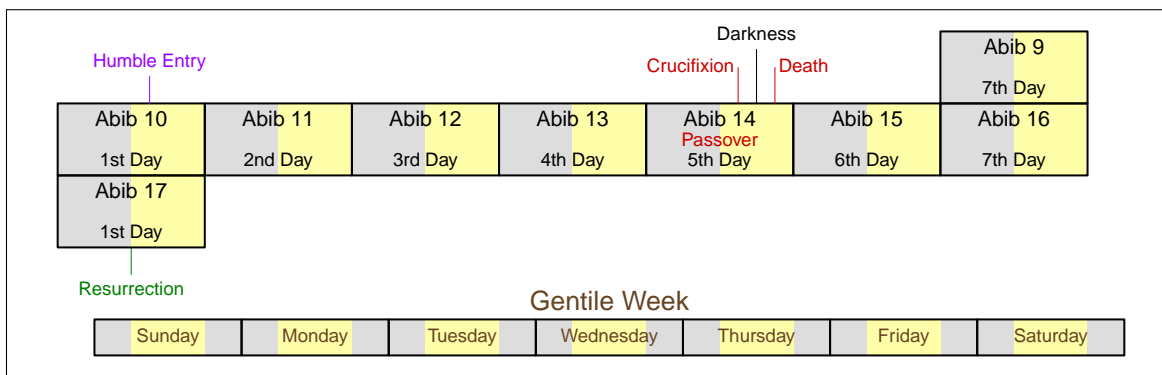 Darkness
Humble Entry
Crucifixion
Death
Abib 9
7th Day
Abib 10
1st Day
Abib 11
2nd Day
Abib 12
3rd Day
Abib 13
4th Day
Abib 14
Passover
5th Day
Abib 15
6th Day
Abib 16
7th Day
Abib 17
1st Day
Resurrection
Gentile Week
Sunday
Monday
Tuesday
Wednesday
Thursday
Friday
Saturday